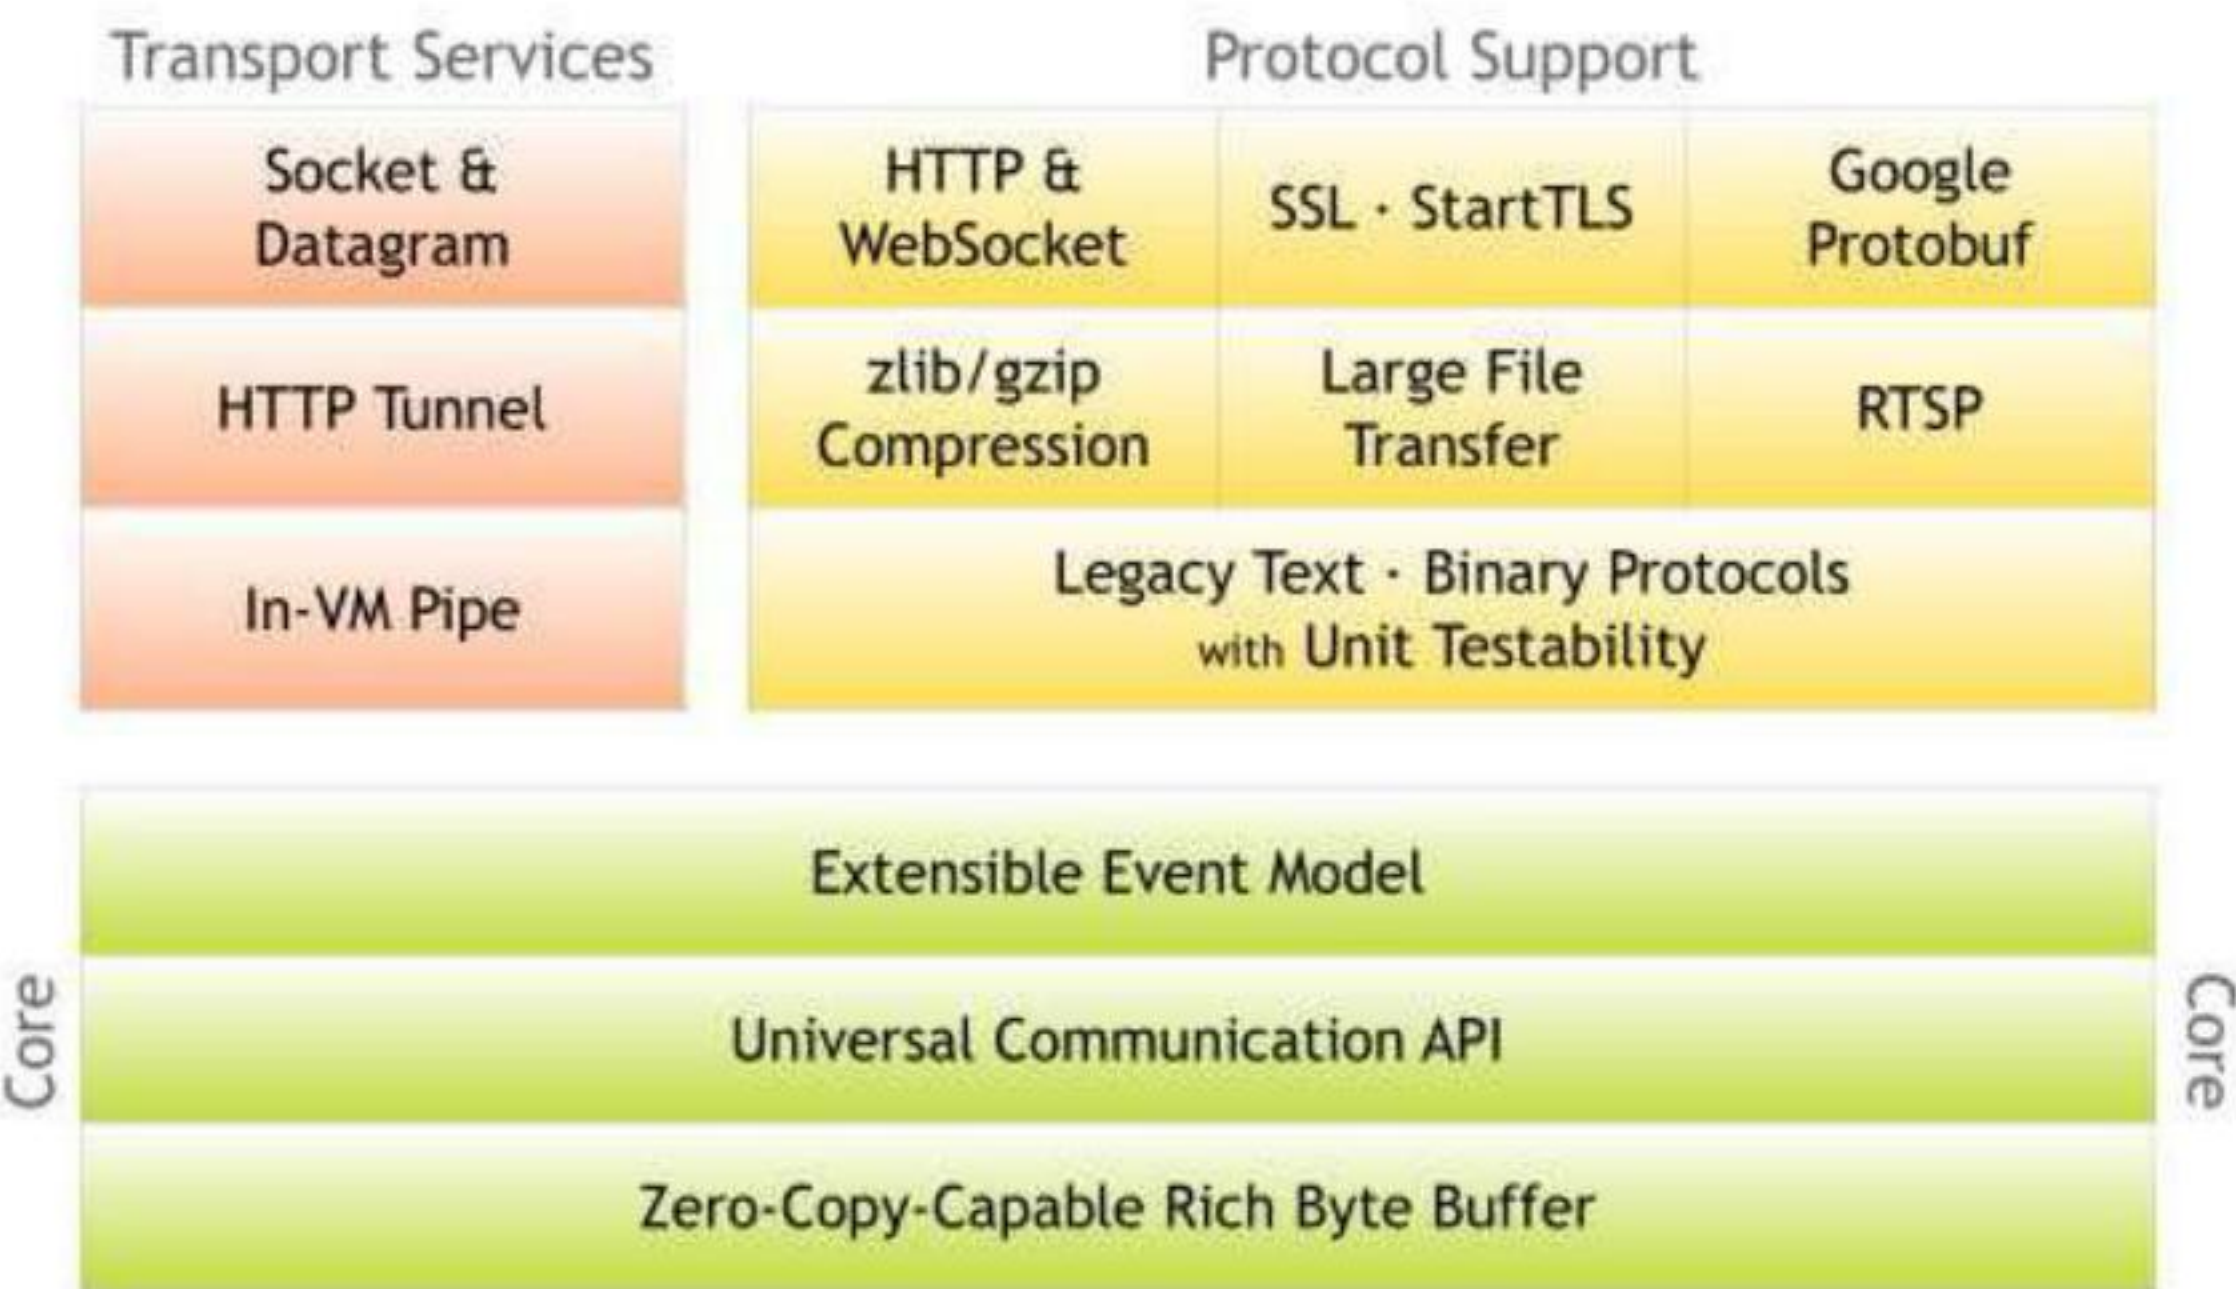 Transport Services
Protocol Support
Socket &
Datagram
HTTP &
WebSocket
SSL · StartTLS
Google
Protobuf
HTTP Tunnel
zlib/gzip
Compression
Large File
Transfer
RTSP
In-VM Pipe
Legacy Text · Binary Protocols
with Unit Testability
Core
Extensible Event Model
Universal Communication API
Zero-Copy-Capable Rich Byte Buffer
Core